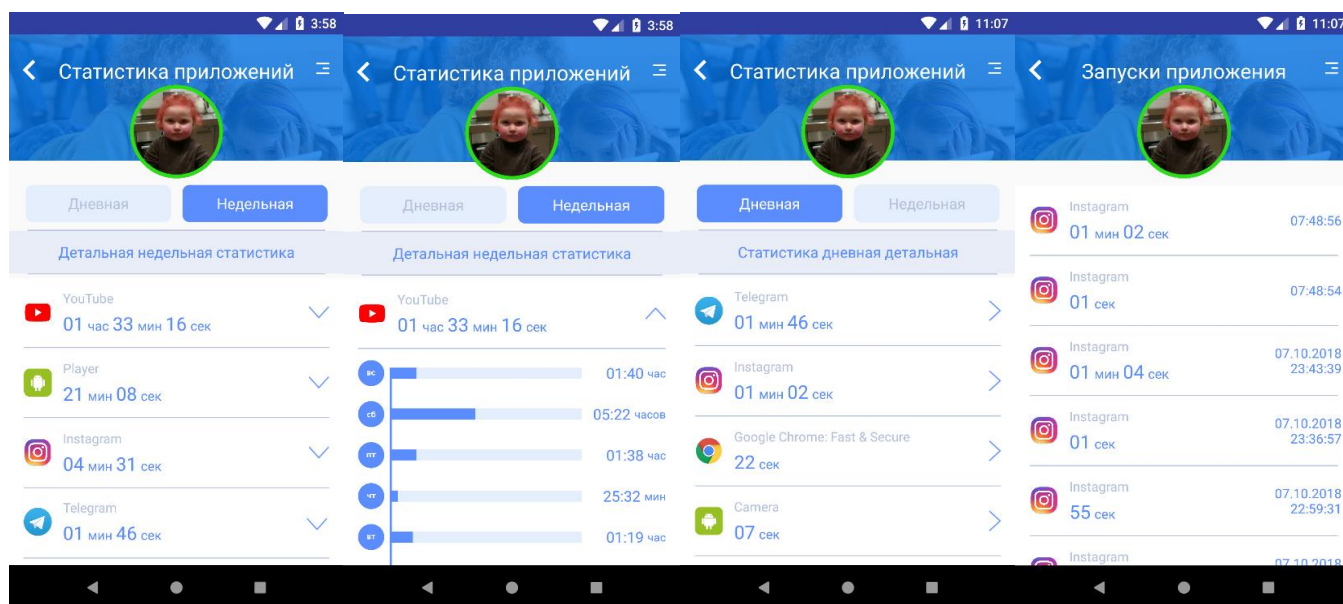 3:58
Статистика приложений
Дневная
Недельная
Детальная недельная статистика
YouTube
01 час 33 мин 16 сек
Player
21 мин 08 сек
Instagram
04 мин 31 сек
Telegram
01 мин 46 сек
3:58
Статистика приложений
Дневная
Недельная
Детальная недельная статистика
YouTube
01 час 33 мин 16 сек
вс
01:40 час
сб
05:22 часов
пт
01:38 час
чт
25:32 мин
вт
01:19 час
11:07
Статистика приложений
Дневная
Недельная
Статистика дневная детальная
Telegram
01 мин 46 сек
Instagram
01 мин 02 сек
Google Chrome: Fast & Secure
22 сек
Camera
07 сек
11:07
Запуски приложения
Instagram
01 мин 02 сек
07:48:56
Instagram
01 сек
07:48:54
Instagram
01 мин 04 сек
07.10.2018
23:43:39
Instagram
01 сек
07.10.2018
23:36:57
Instagram
55 сек
07.10.2018
22:59:31
Instagram
07.10.2018